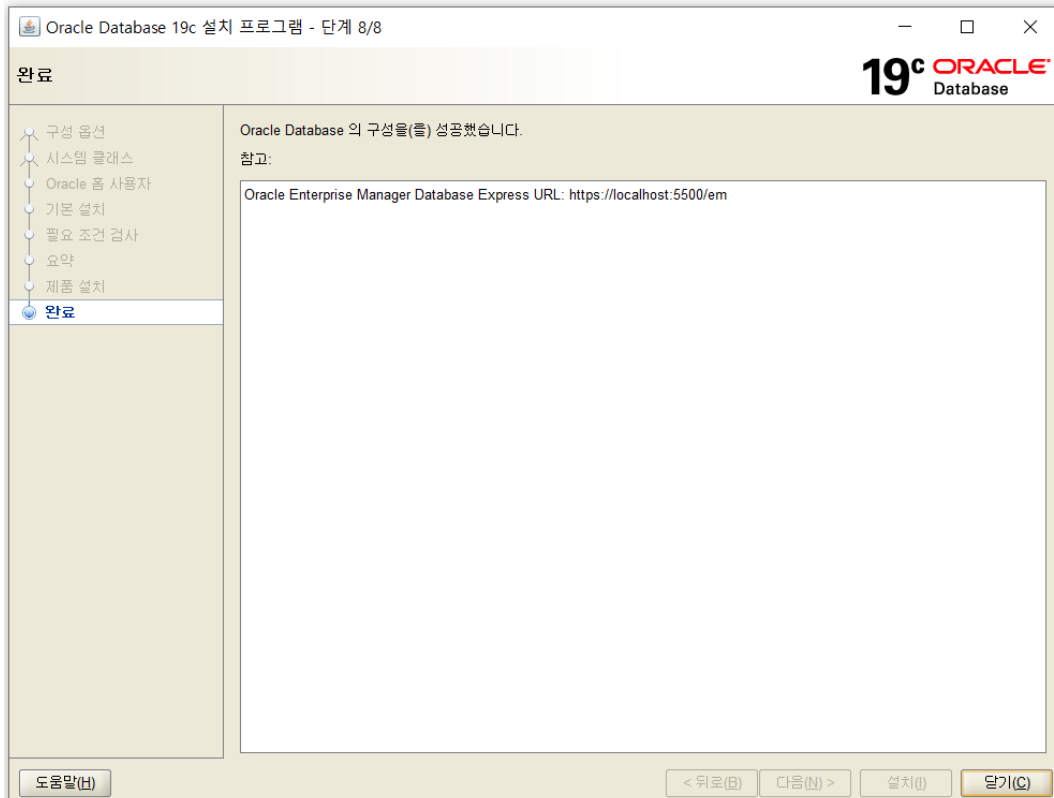 Oracle Database 19c 설치 프로그램 - 단계 8/8
완료
19c ORACLE
Database
구성 옵션
시스템 클래스
Oracle 홈 사용자
기본 설치
필요 조건 검사
요약
제품 설치
완료
Oracle Database 의 구성을(를) 성공했습니다.
참고:
Oracle Enterprise Manager Database Express URL: https://localhost:5500/em
도움말(H)
< 뒤로(B)
다음(N) >
설치(I)
닫기(C)